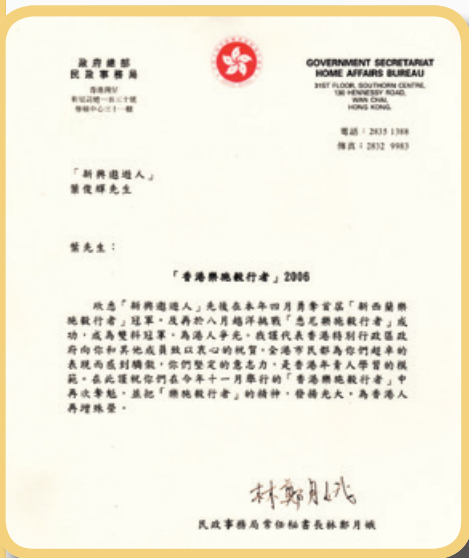 政府總部
民政事務局
香港灣仔
軒尼詩道一百三十號
修頓中心三十一樓
GOVERNMENT SECRETARIAT
HOME AFFAIRS BUREAU
31ST FLOOR, SOUTHORN CENTRE,
130 HENNESSY ROAD,
WAN CHAI,
HONG KONG.
電話：2835 1388
傳真：2832 9983
「新興遨遊人」
葉俊輝先生
葉先生：
「香港樂施毅行者」2006
欣悉「新興遨遊人」先後在本年四月勇奪首屆「新西蘭樂
施毅行者」冠軍，及再於八月越洋挑戰「悉尼樂施毅行者」成
功，成為雙料冠軍，為港人爭光。我謹代表香港特別行政區政
府向你和其他成員致以衷心的祝賀，全港市民都為你們超卓的
表現而感到驕傲，你們堅定的意志力，是香港年青人學習的模
範。在此謹祝你們在今年十一月舉行的「香港樂施毅行者」中
再次奪魁，並把「樂施毅行者」的精神，發揚光大，為香港人
再增殊榮。
林鄭月娥
民政事務局常任秘書長林鄭月娥